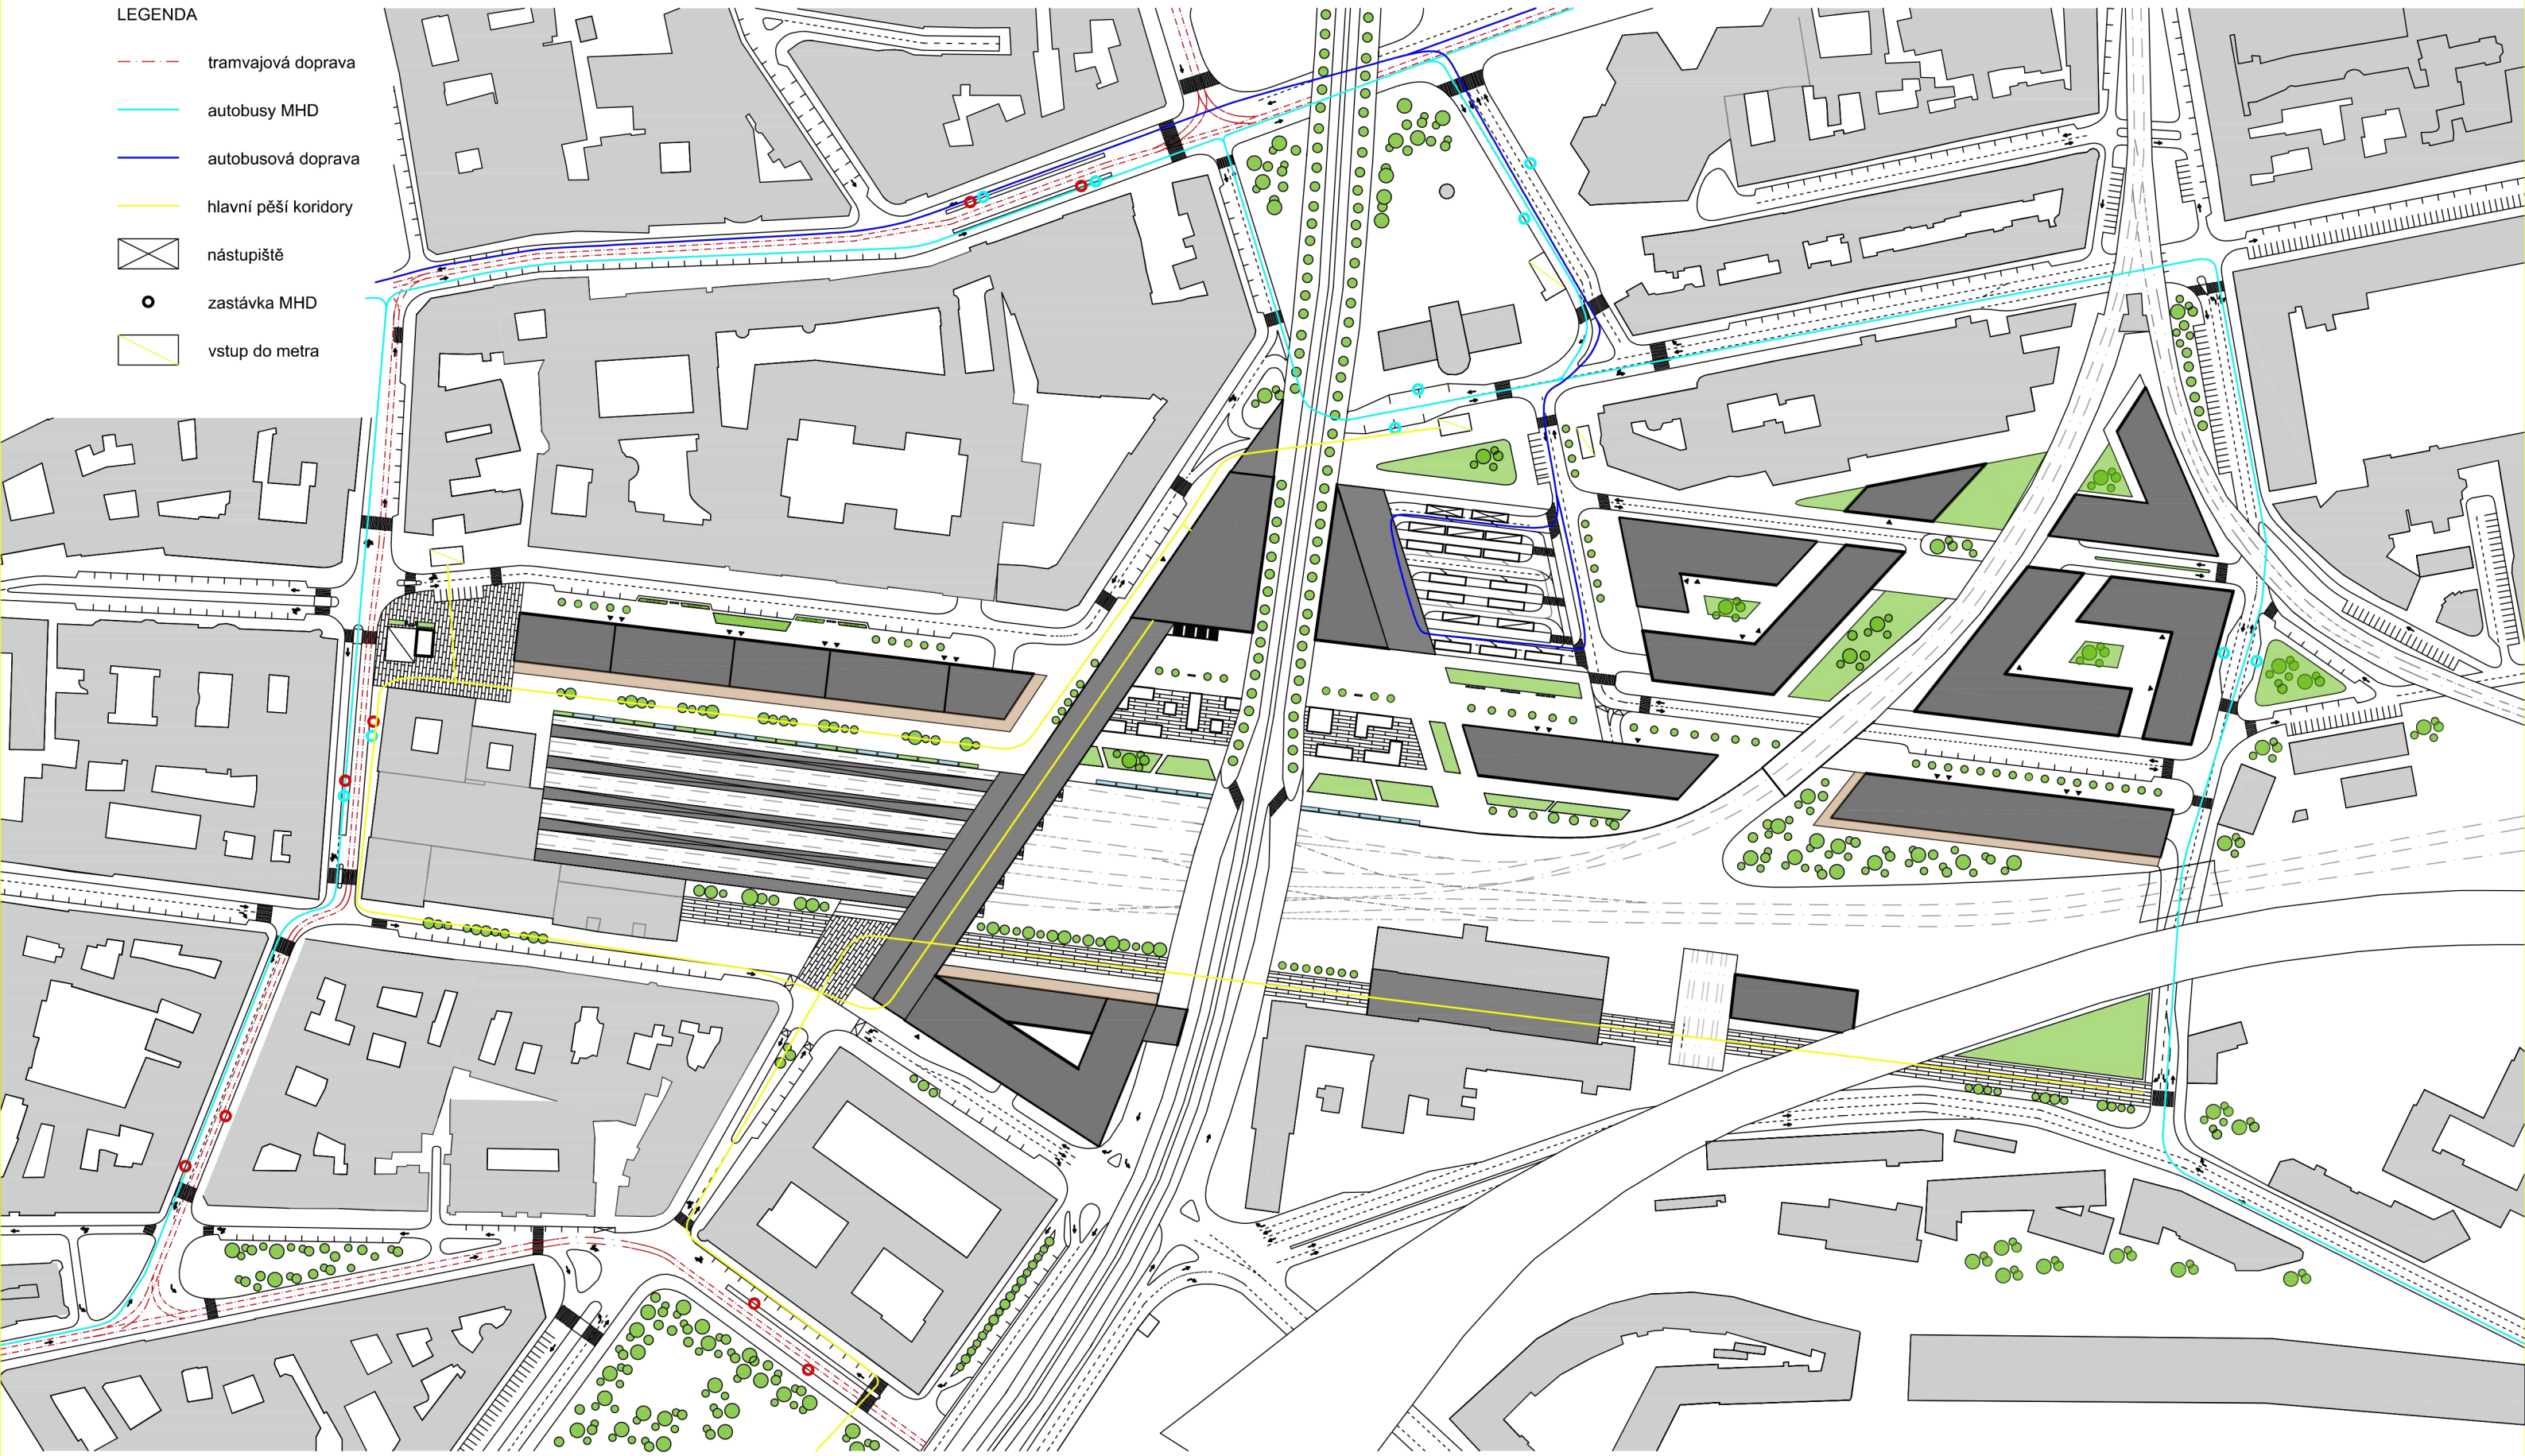 LEGENDA
tramvajová doprava
autobusy MHD
autobusová doprava
hlavní pěší koridory
nástupiště
zastávka MHD
vstup do metra